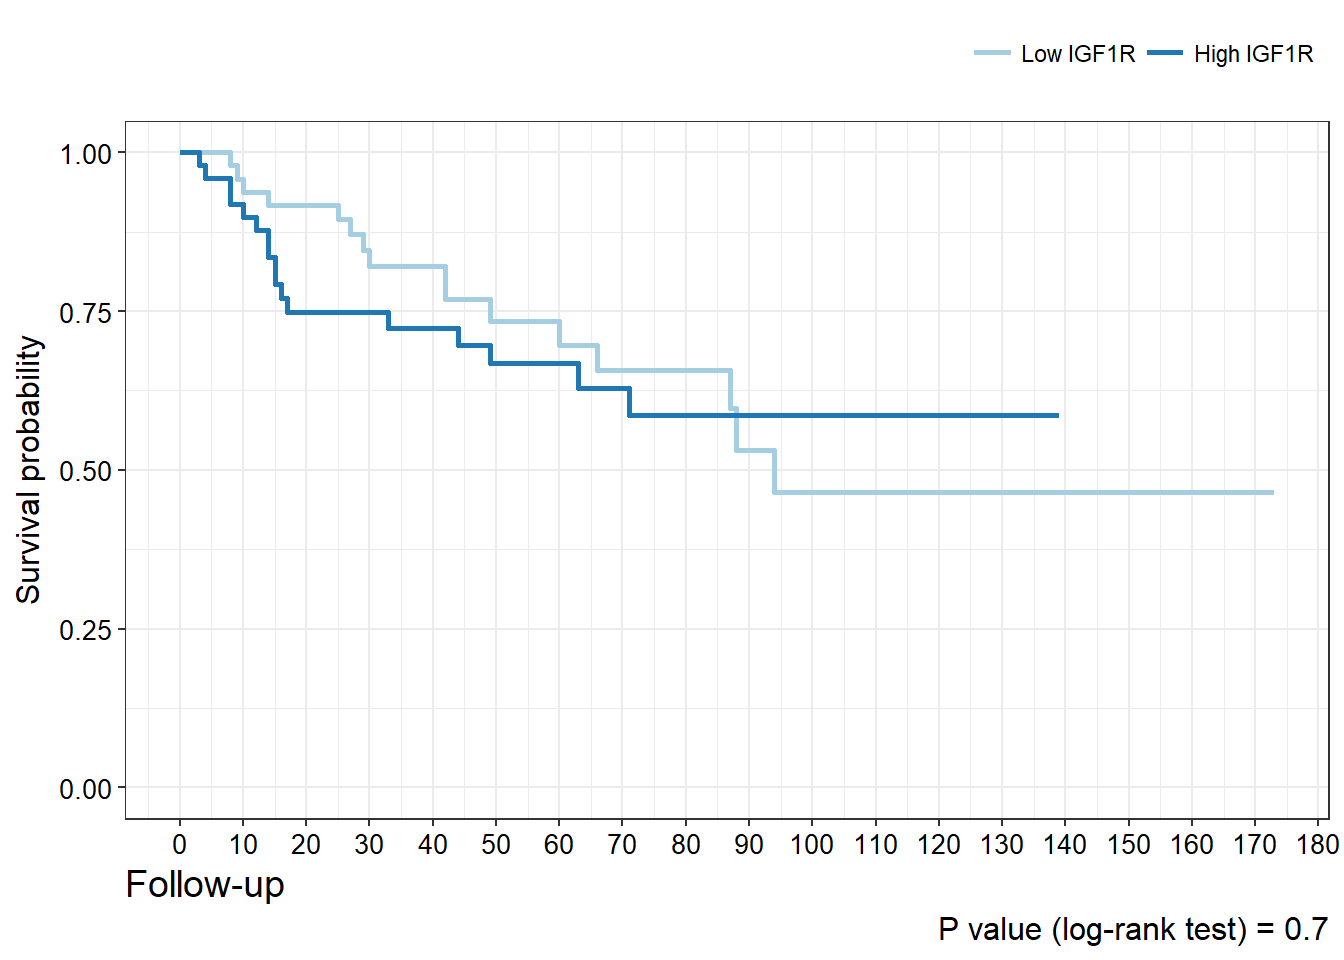 Low IGF1R High IGF1R
1.00
0.75
0.50
0.25
0.00
Survival probability
0 10 20 30 40 50 60 70 80 90 100 110 120 130 140 150 160 170 180
Follow-up
P value (log-rank test) = 0.7